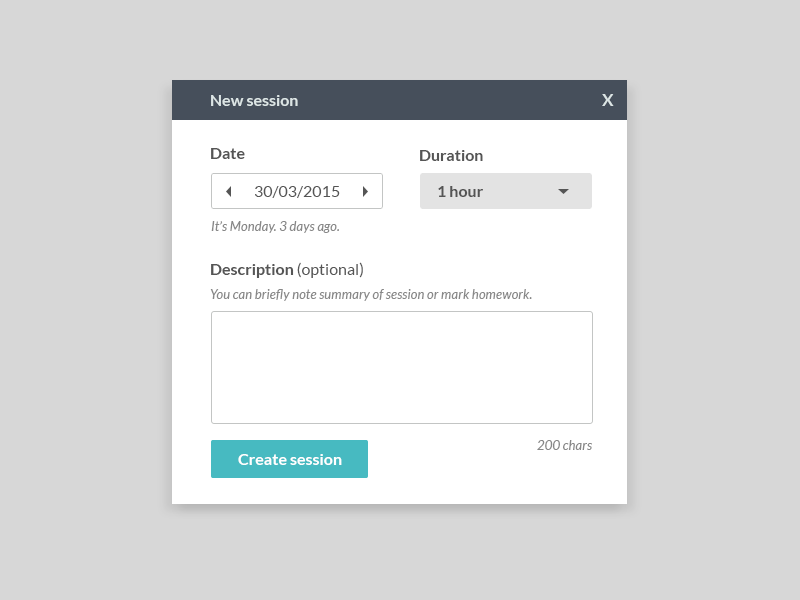 New session X
Date Duration
30/03/2015 1 hour
It's Monday. 3 days ago.
Description (optional)
You can briefly note summary of session or mark homework.
200 chars
Create session